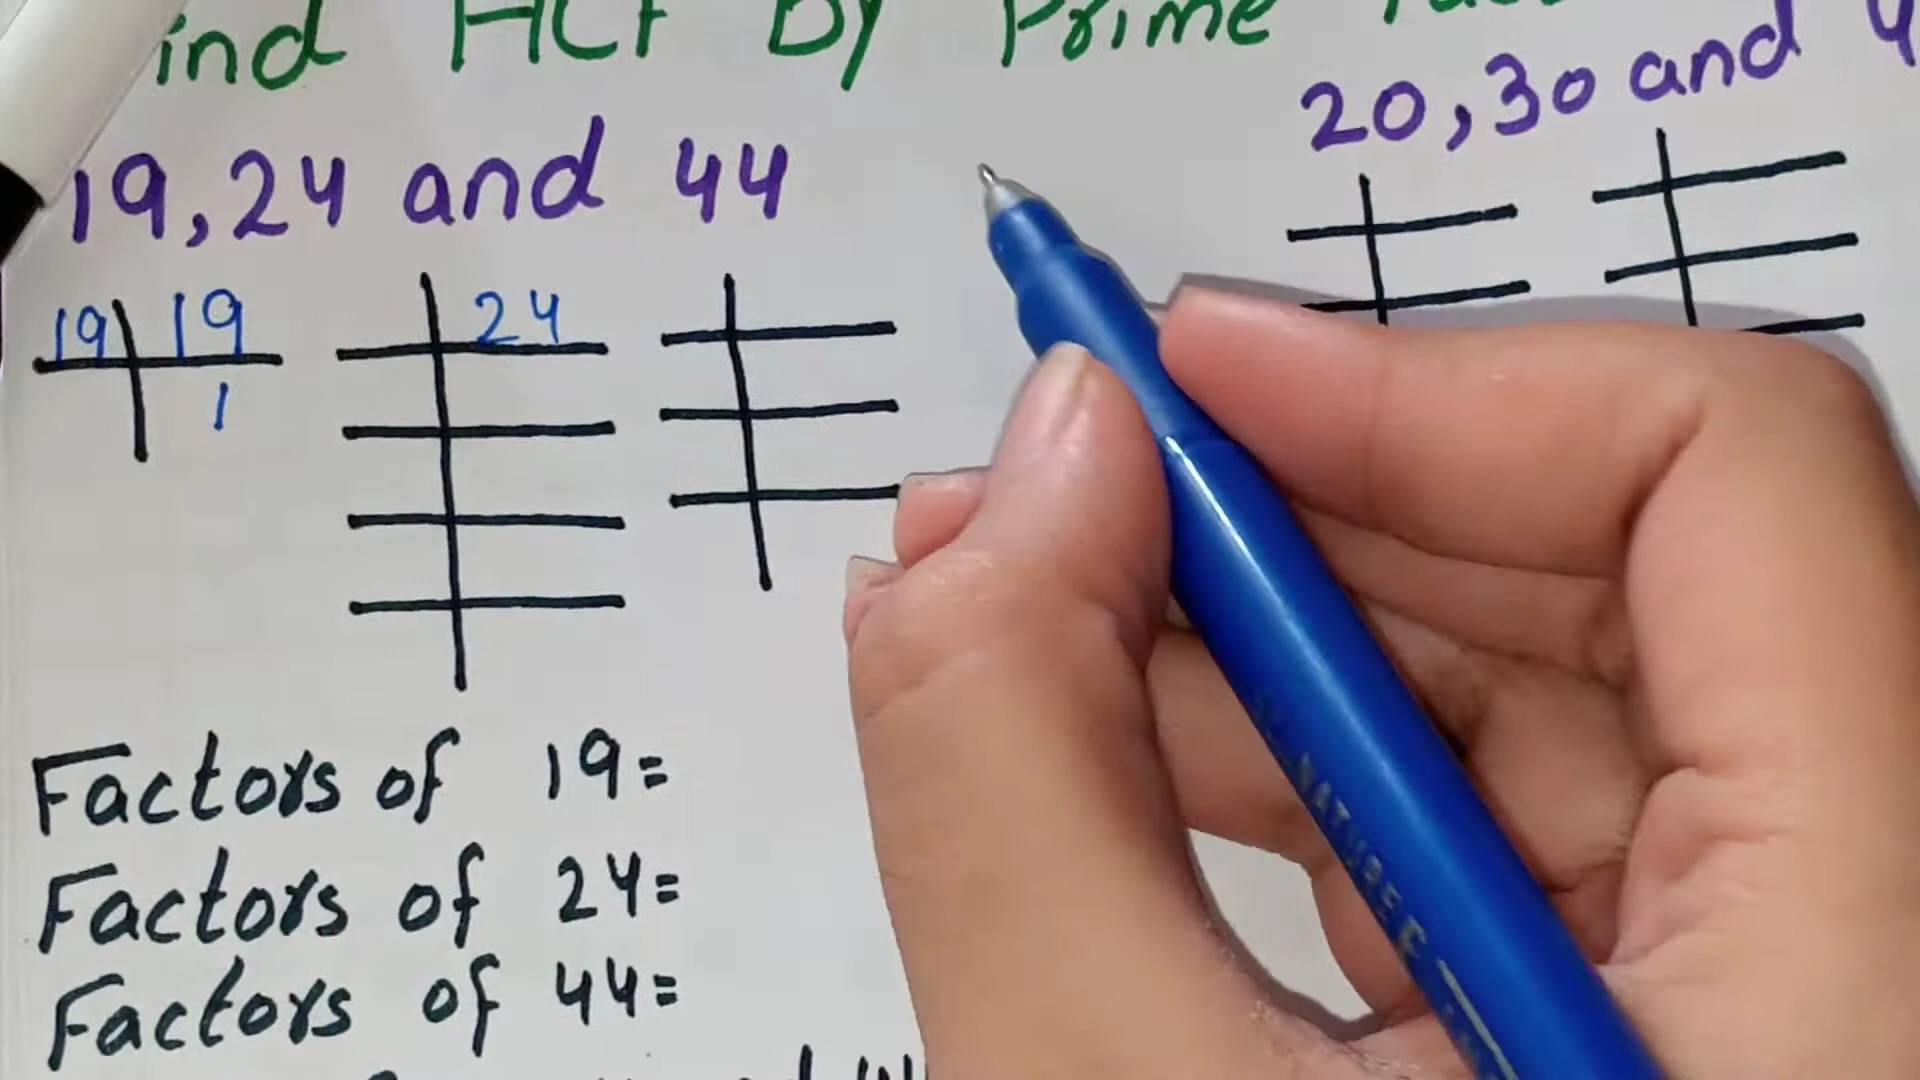 ind HCF By Prime
19, 24 and 44
20, 30 and
19 19
1
24
Factors of 19=
Factors of 24=
Factors of 44=